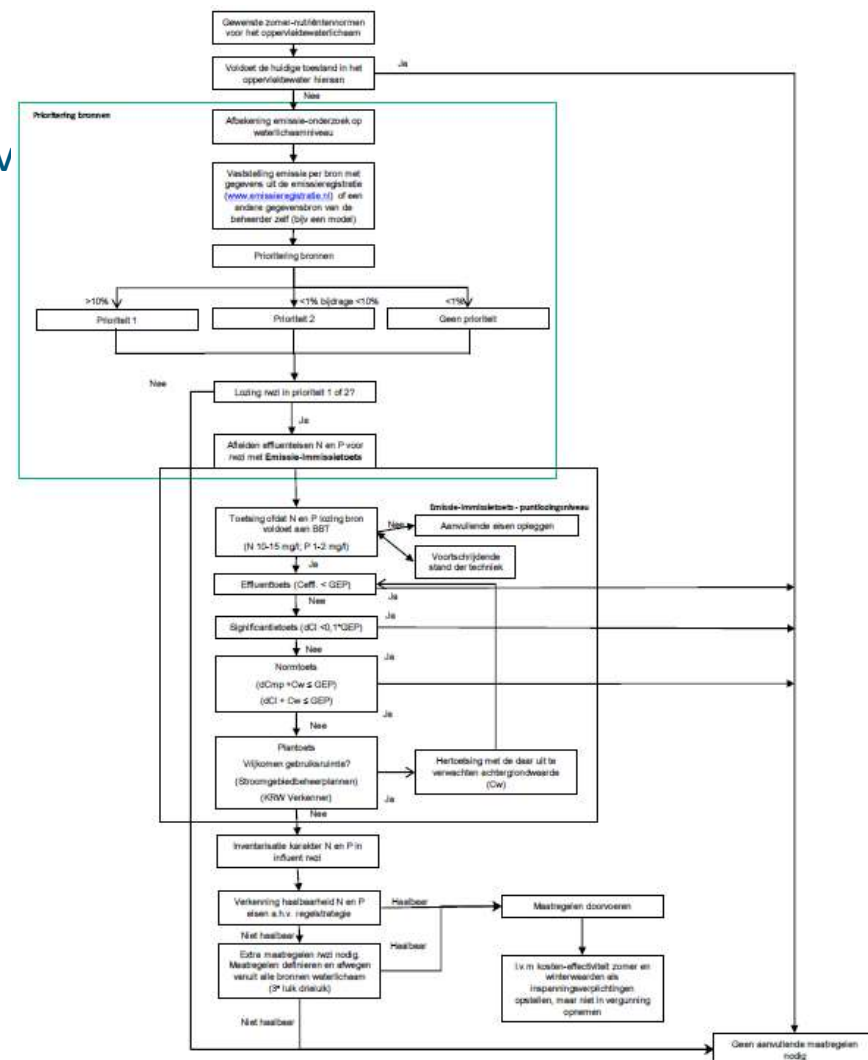 Gewenste zomer-nutriëntennormen
voor het oppervlaktewaterlichaam
Voldoet de huidige toestand in het
oppervlaktewater hieraan
Ja
Nee
Prioritering bronnen
Afbakening emissie-onderzoek op
waterlichaamniveau
Vaststelling emissie per bron met
gegevens uit de emissieregistratie
(www.emissieregistratie.nl) of een
andere gegevensbron van de
beheerder zelf (bijv een model)
Prioritering bronnen
>10%
<1% bijdrage <10%
<1%
Prioriteit 1
Prioriteit 2
Geen prioriteit
Nee
Lozing rwzi in prioriteit 1 of 2?
Ja
Afleiden effluenteisen N en P voor
rwzi met Emissie-Immissietoets
Emissie-Immissietoets - puntlozingsniveau
Toetsing ofdat N en P lozing bron
voldoet aan BBT
(N 10-15 mg/l; P 1-2 mg/l)
Nee
Aanvullende eisen opleggen
Voortschrijdende
stand der techniek
Ja
Effluenttoets (Ceff. < GEP)
Ja
Nee
Significantietoets (dCl <0,1*GEP)
Ja
Nee
Normtoets
(dCmp +Cw ≤ GEP)
(dCl + Cw ≤ GEP)
Ja
Ja
Nee
Plantoets
Vrijkomen gebruiksruimte?
(Stroomgebiedbeheerplannen)
(KRW Verkenner)
Hertoetsing met de daar uit te
verwachten achtergrondwaarde
(Cw)
Ja
Nee
Inventarisatie karakter N en P in
influent rwzi
Verkenning haalbaarheid N en P
eisen a.h.v. regelstrategie
Haalbaar
Maatregelen doorvoeren
Niet haalbaar
Extra maatregelen rwzi nodig.
Maatregelen definieren en afwegen
vanuit alle bronnen waterlichaam
(3e luik drieluik)
Haalbaar
I.v.m kosten-effectiviteit zomer en
winterwaarden als
inspanningsverplichtingen
opstellen, maar niet in vergunning
opnemen
Niet haalbaar
Geen aanvullende maatregelen
nodig